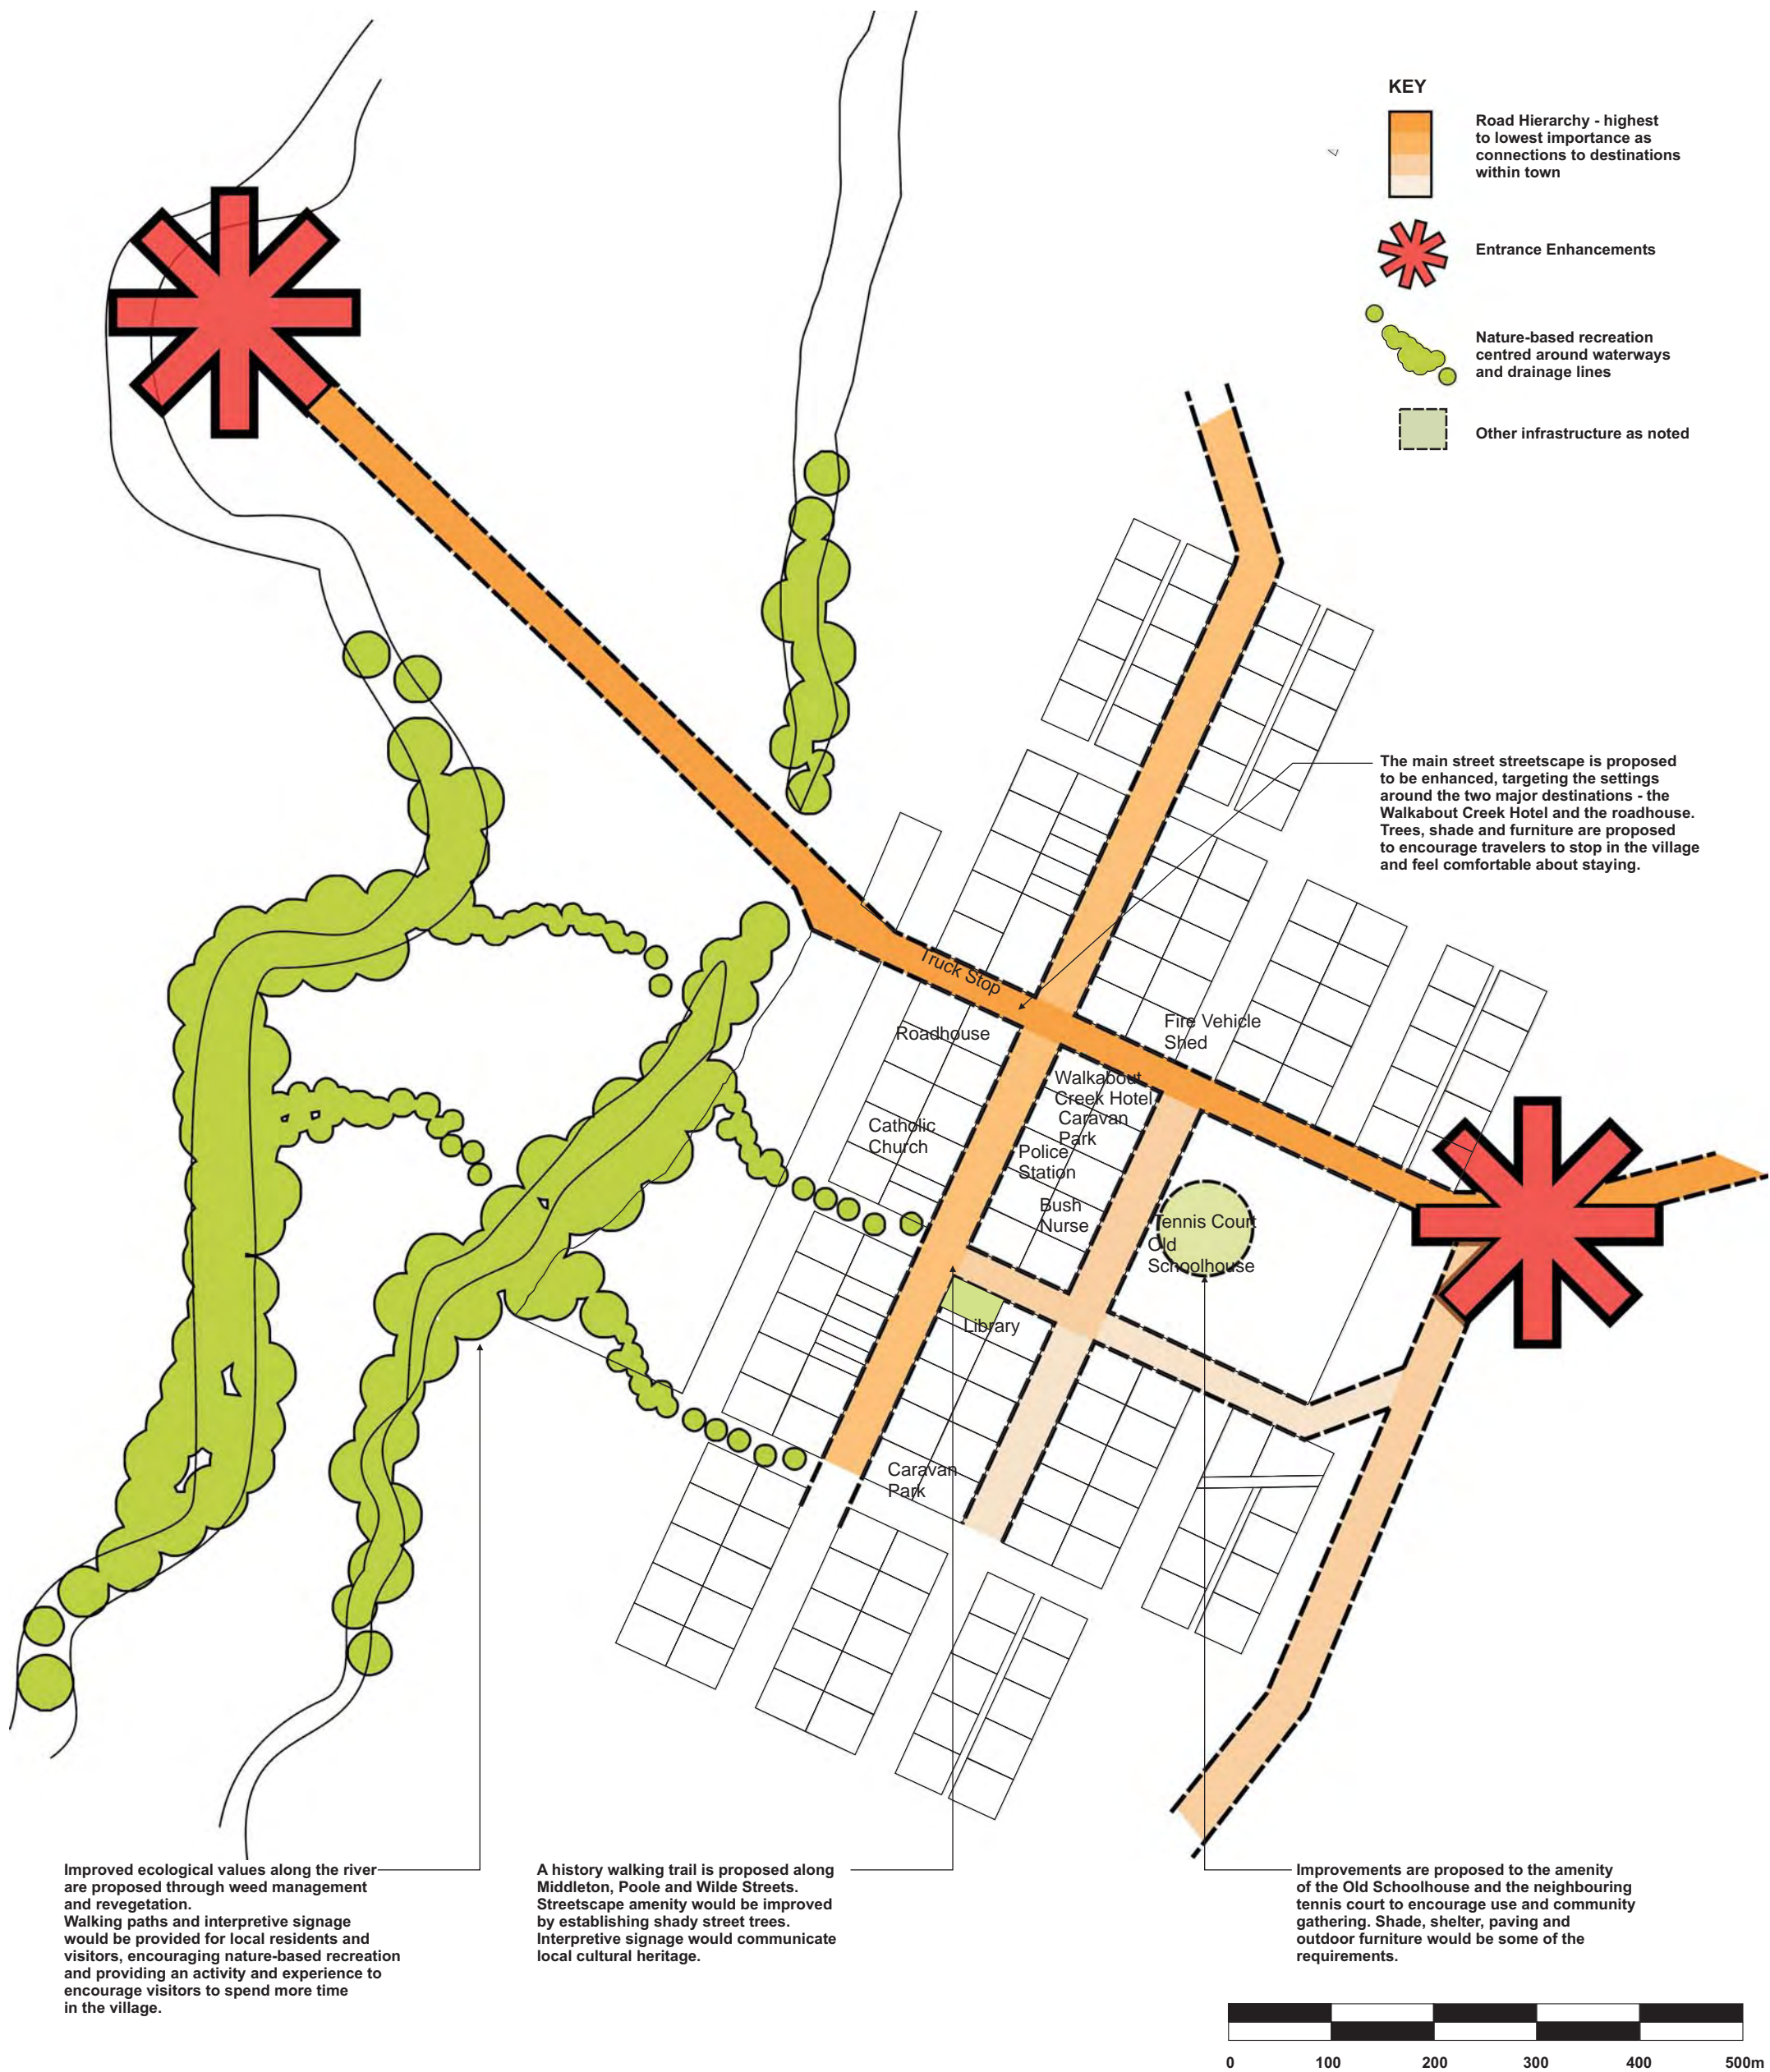 KEY
Road Hierarchy - highest
to lowest importance as
connections to destinations
within town
Entrance Enhancements
Nature-based recreation
centred around waterways
and drainage lines
Other infrastructure as noted
The main street streetscape is proposed
to be enhanced, targeting the settings
around the two major destinations - the
Walkabout Creek Hotel and the roadhouse.
Trees, shade and furniture are proposed
to encourage travelers to stop in the village
and feel comfortable about staying.
Truck Stop
Roadhouse
Fire Vehicle
Shed
Walkabout
Creek Hotel
Caravan
Park
Catholic
Church
Police
Station
Bush
Nurse
Tennis Court
Old
Schoolhouse
Library
Caravan
Park
Improved ecological values along the river
are proposed through weed management
and revegetation.
Walking paths and interpretive signage
would be provided for local residents and
visitors, encouraging nature-based recreation
and providing an activity and experience to
encourage visitors to spend more time
in the village.
A history walking trail is proposed along
Middleton, Poole and Wilde Streets.
Streetscape amenity would be improved
by establishing shady street trees.
Interpretive signage would communicate
local cultural heritage.
Improvements are proposed to the amenity
of the Old Schoolhouse and the neighbouring
tennis court to encourage use and community
gathering. Shade, shelter, paving and
outdoor furniture would be some of the
requirements.
0 100 200 300 400 500m